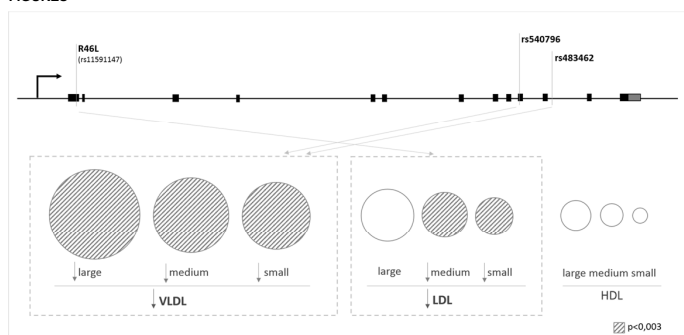 R46L
(rs11591147)
rs540796
rs483462
large
medium
small
VLDL
large
medium
small
LDL
large medium small
HDL
p<0,003